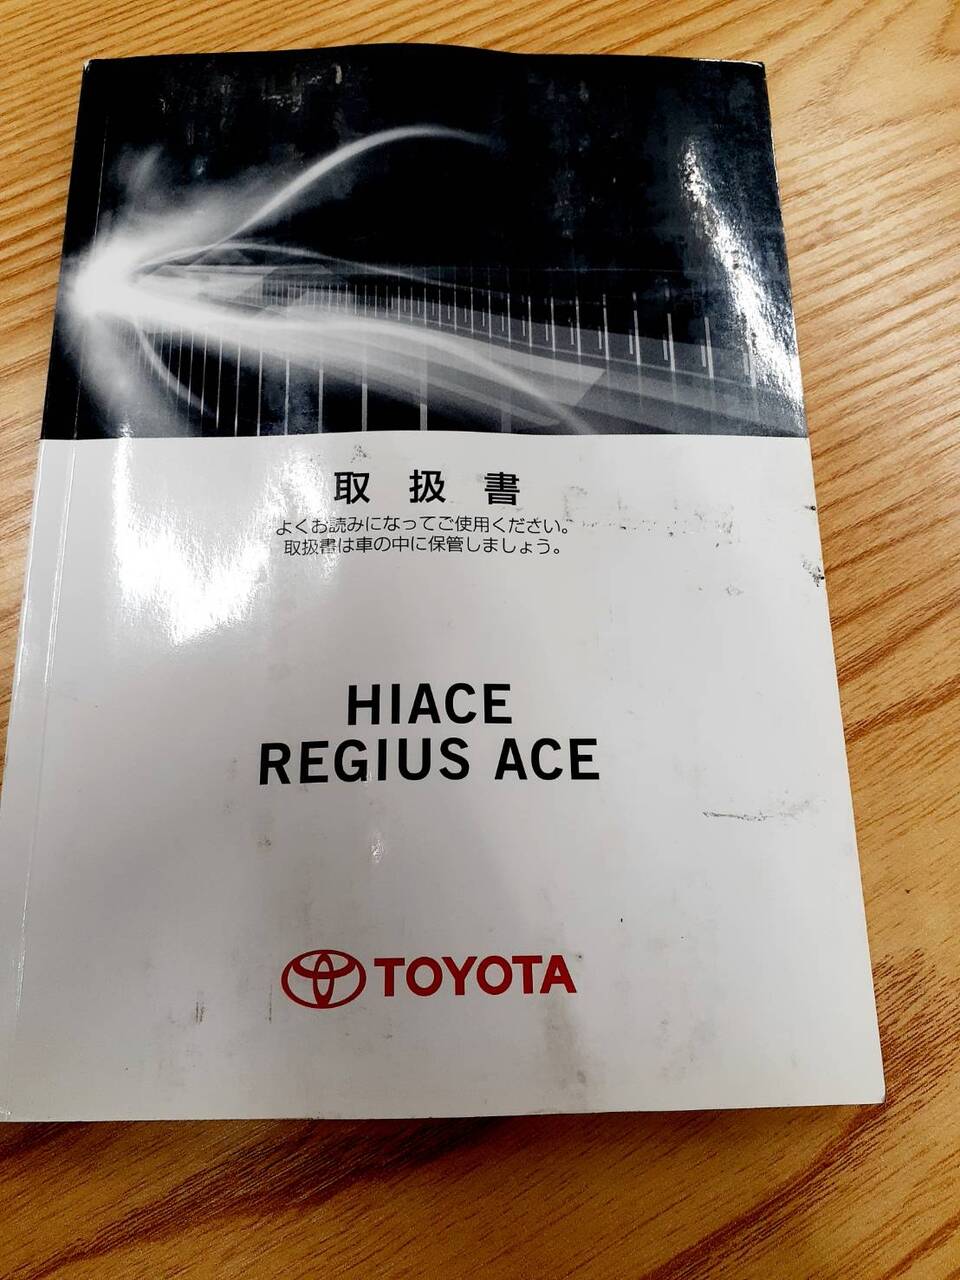 取扱書
よくお読みになってご使用ください。
取扱書は車の中に保管しましょう。
HIACE
REGIUS ACE
TOYOTA